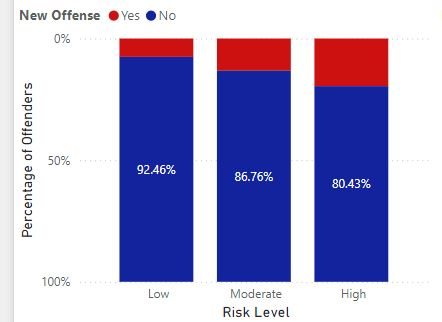 New Offense Yes No
0%
50%
100%
Percentage of Offenders
92.46%
86.76%
80.43%
Low Moderate High
Risk Level